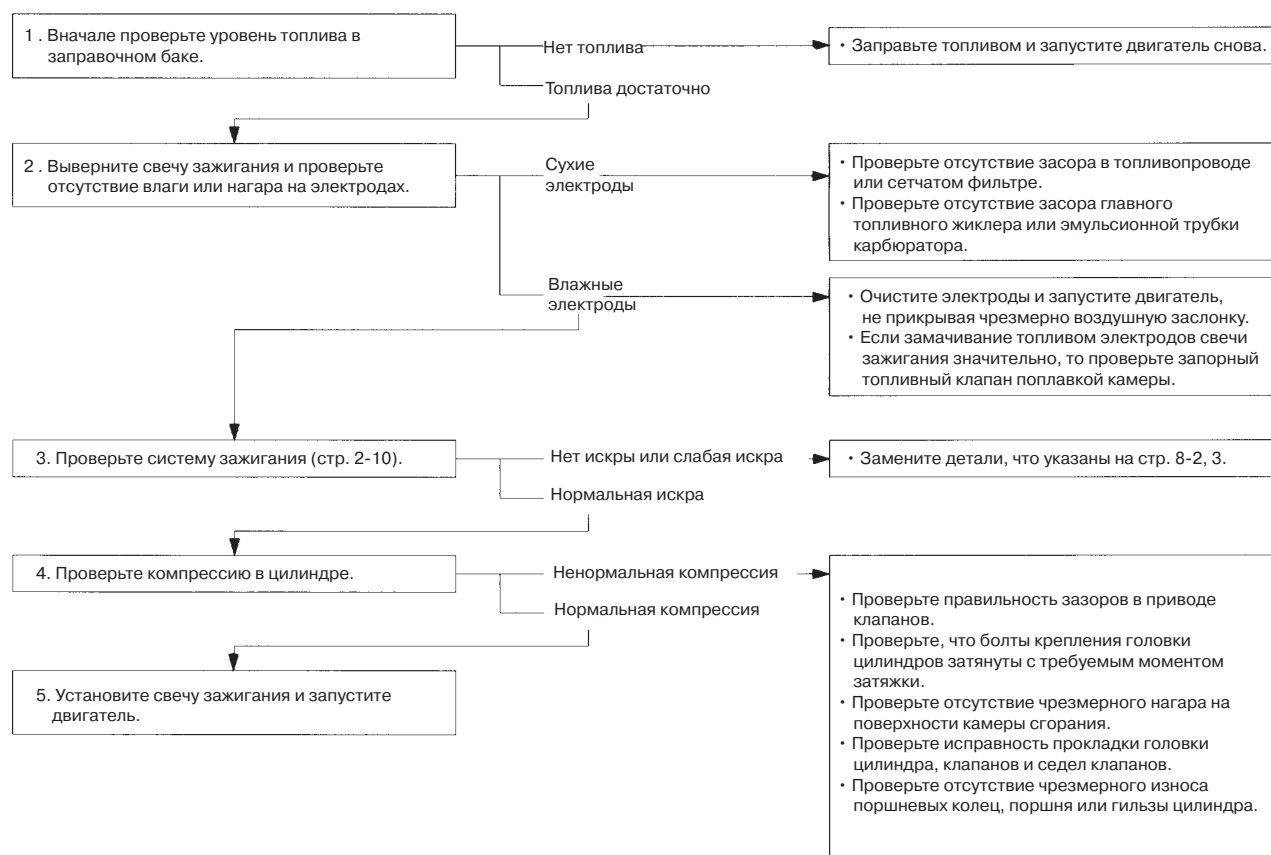 1 . Вначале проверьте уровень топлива в
заправочном баке.
Нет топлива
· Заправьте топливом и запустите двигатель снова.
Топлива достаточно
2 . Выверните свечу зажигания и проверьте
отсутствие влаги или нагара на электродах.
Сухие
электроды
· Проверьте отсутствие засора в топливопроводе
или сетчатом фильтре.
· Проверьте отсутствие засора главного
топливного жиклера или эмульсионной трубки
карбюратора.
Влажные
электроды
· Очистите электроды и запустите двигатель,
не прикрывая чрезмерно воздушную заслонку.
· Если замачивание топливом электродов свечи
зажигания значительно, то проверьте запорный
топливный клапан поплавкой камеры.
3. Проверьте систему зажигания (стр. 2-10).
Нет искры или слабая искра
· Замените детали, что указаны на стр. 8-2, 3.
Нормальная искра
4. Проверьте компрессию в цилиндре.
Ненормальная компрессия
Нормальная компрессия
· Проверьте правильность зазоров в приводе
клапанов.
· Проверьте, что болты крепления головки
цилиндров затянуты с требуемым моментом
затяжки.
· Проверьте отсутствие чрезмерного нагара на
поверхности камеры сгорания.
· Проверьте исправность прокладки головки
цилиндра, клапанов и седел клапанов.
· Проверьте отсутствие чрезмерного износа
поршневых колец, поршня или гильзы цилиндра.
5. Установите свечу зажигания и запустите
двигатель.